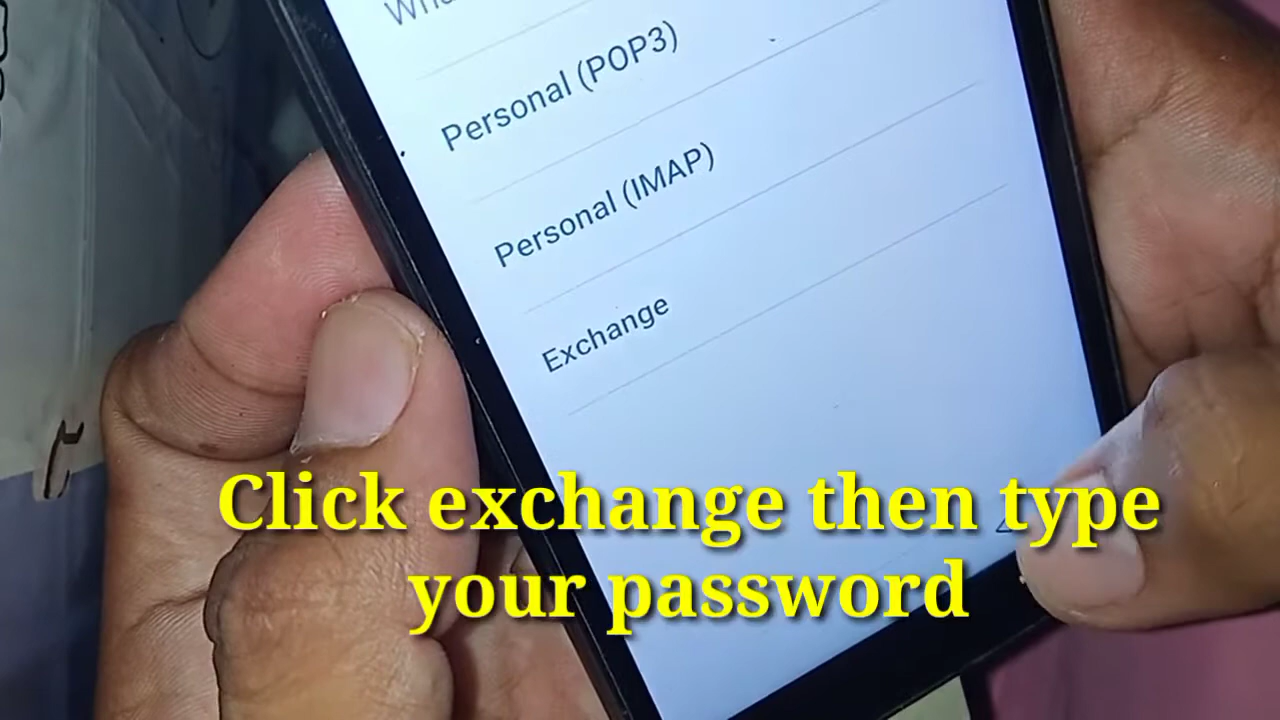 Personal (POP3)
Personal (IMAP)
Exchange
Click exchange then type
your password